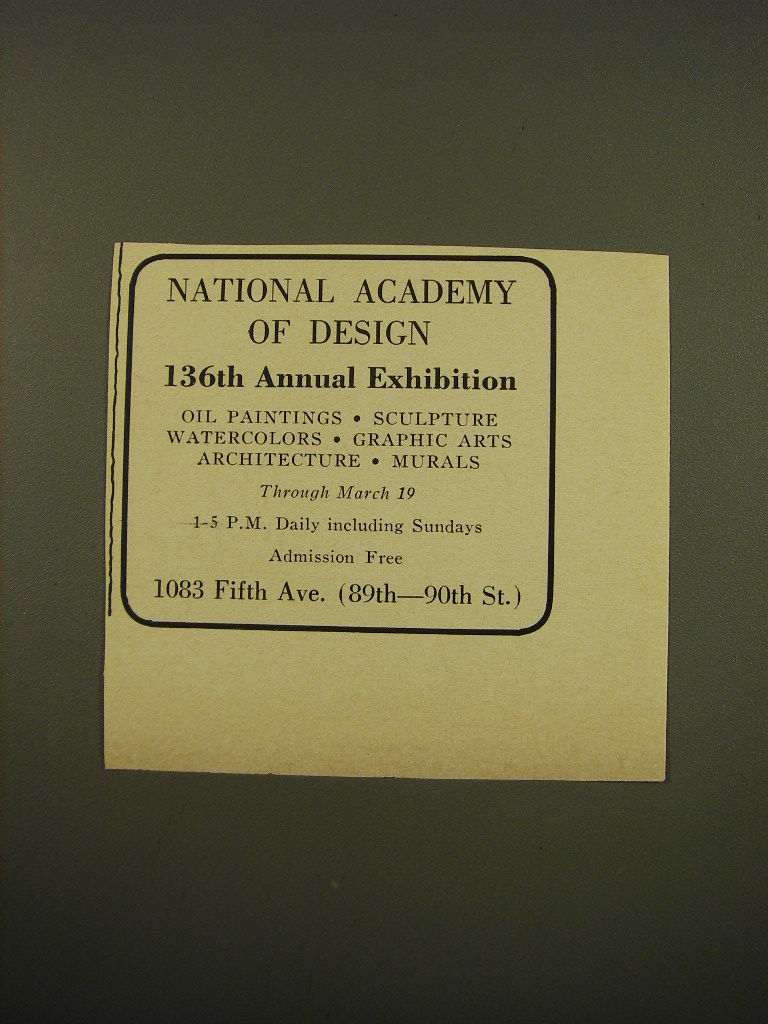 NATIONAL ACADEMY
OF DESIGN
136th Annual Exhibition
OIL PAINTINGS • SCULPTURE
WATERCOLORS • GRAPHIC ARTS
ARCHITECTURE • MURALS
Through March 19
1-5 P.M. Daily including Sundays
Admission Free
1083 Fifth Ave. (89th—90th St.)